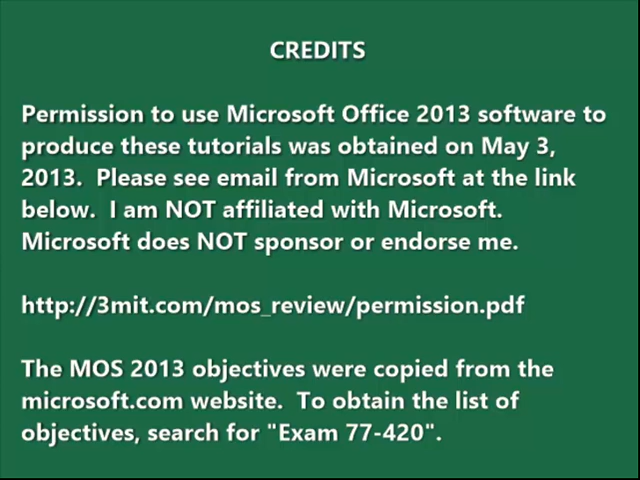 CREDITS
Permission to use Microsoft Office 2013 software to
produce these tutorials was obtained on May 3,
2013.  Please see email from Microsoft at the link
below.  I am NOT affiliated with Microsoft.
Microsoft does NOT sponsor or endorse me.
http://3mit.com/mos_review/permission.pdf
The MOS 2013 objectives were copied from the
microsoft.com website.  To obtain the list of
objectives, search for "Exam 77-420".